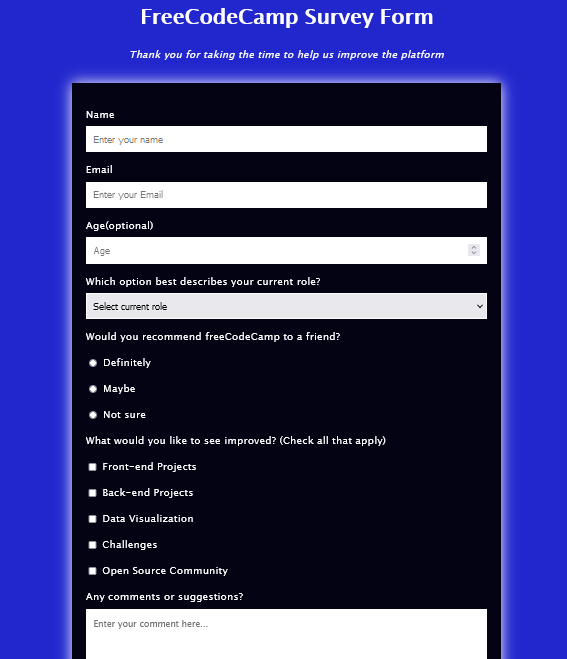 FreeCodeCamp Survey Form
Thank you for taking the time to help us improve the platform
Name
Enter your name
Email
Enter your Email
Age(optional)
Age
Which option best describes your current role?
Select current role
Would you recommend freeCodeCamp to a friend?
Definitely
Maybe
Not sure
What would you like to see improved? (Check all that apply)
Front-end Projects
Back-end Projects
Data Visualization
Challenges
Open Source Community
Any comments or suggestions?
Enter your comment here...